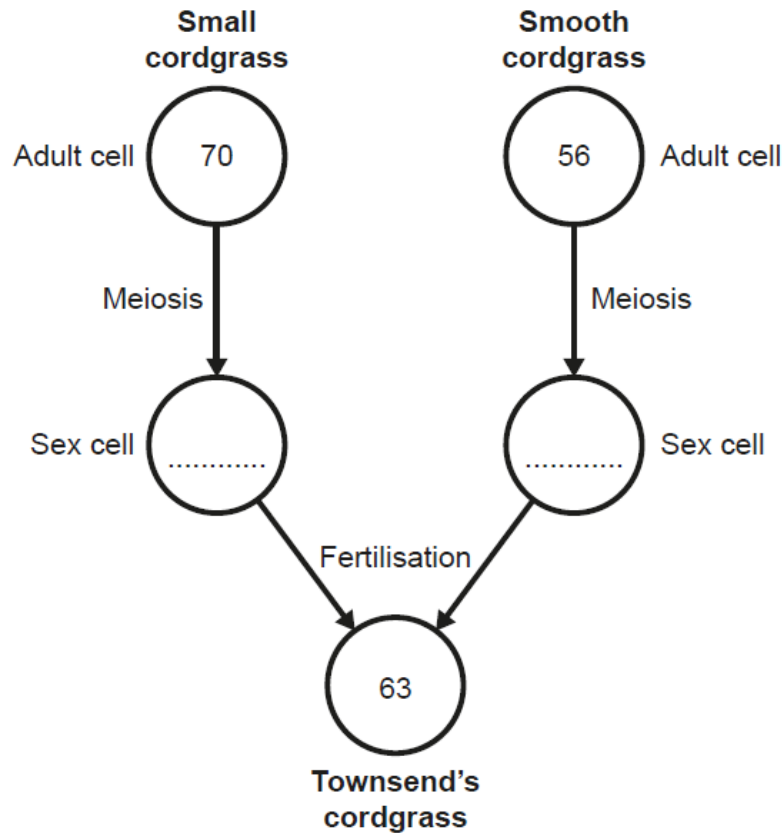 Small
cordgrass
Smooth
cordgrass
Adult cell
70
56
Adult cell
Meiosis
Meiosis
Sex cell
............
............
Sex cell
Fertilisation
63
Townsend’s
cordgrass